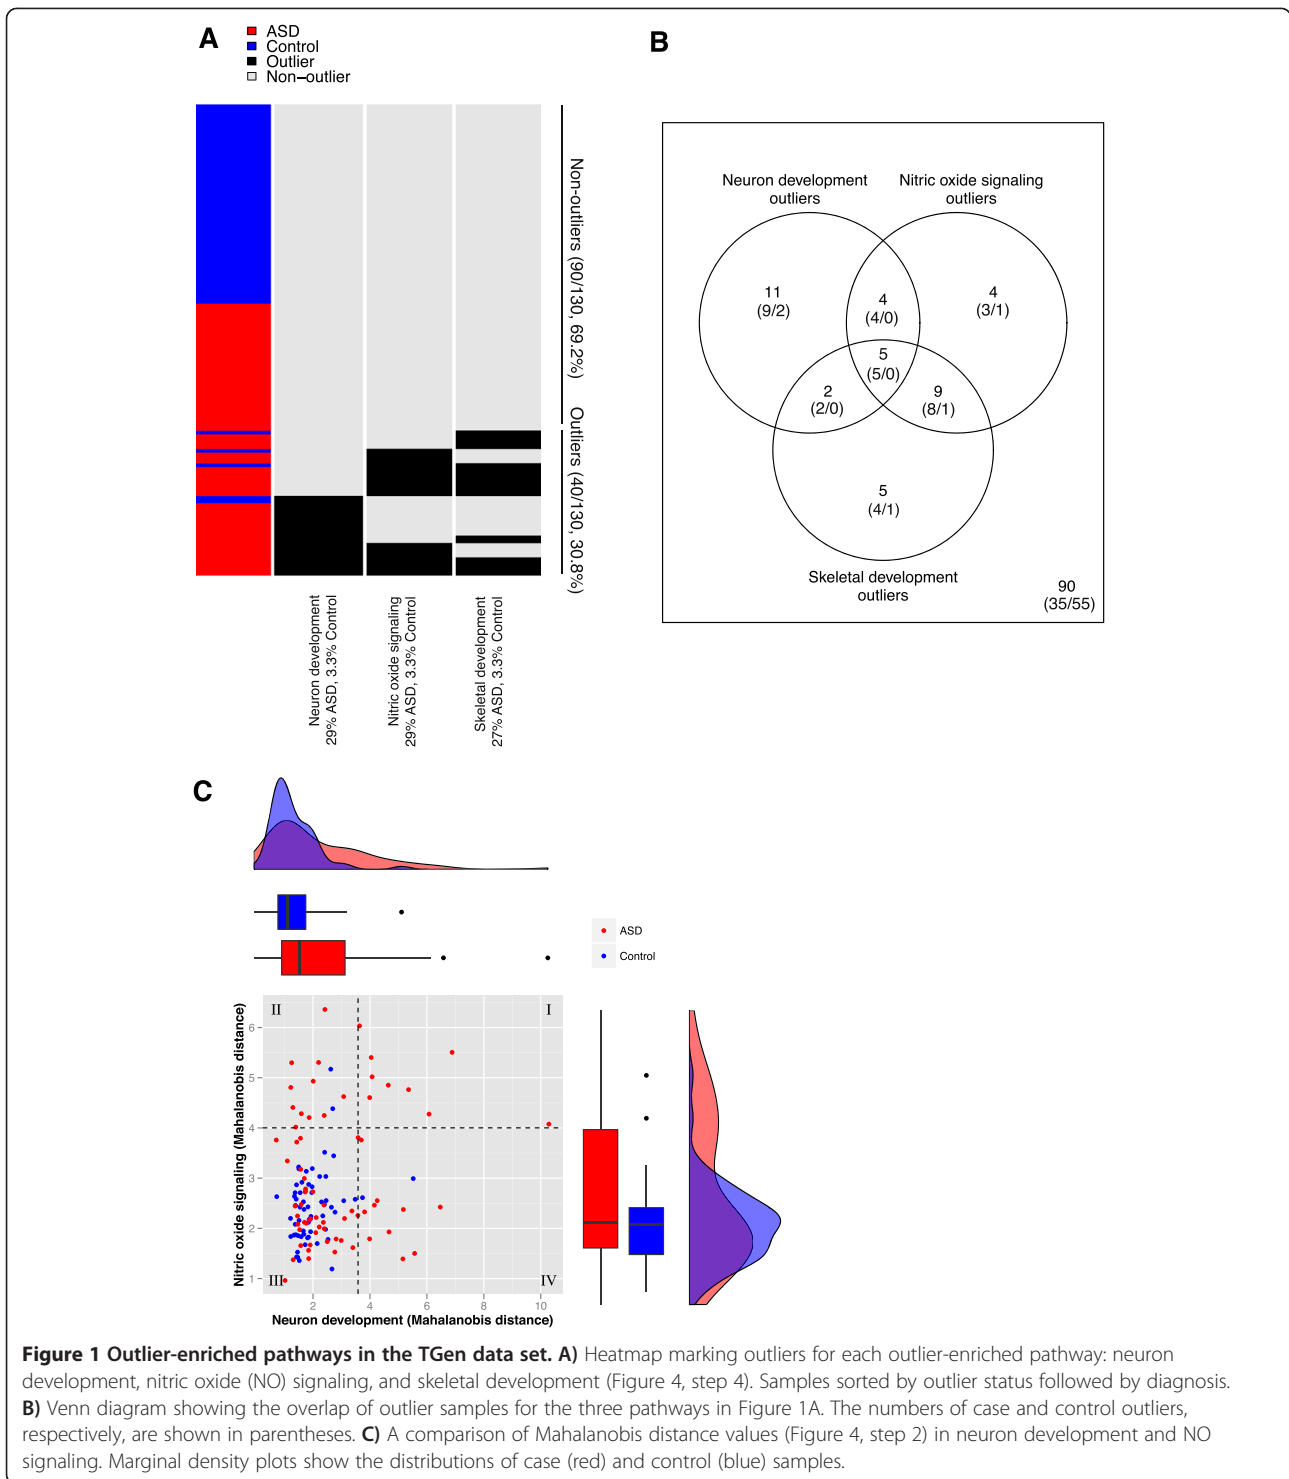 A
ASD
Control
Outlier
Non–outlier
Non-outliers (90/130, 69.2%)
Outliers (40/130, 30.8%)
Neuron development
29% ASD, 3.3% Control
Nitric oxide signaling
29% ASD, 3.3% Control
Skeletal development
27% ASD, 3.3% Control
B
Neuron development
outliers
Nitric oxide signaling
outliers
11
(9/2)
4
(4/0)
4
(3/1)
5
(5/0)
2
(2/0)
9
(8/1)
5
(4/1)
Skeletal development
outliers
90
(35/55)
C
ASD
Control
II
I
III
IV
Nitric oxide signaling (Mahalanobis distance)
6
5
4
3
2
1
2
4
6
8
10
Neuron development (Mahalanobis distance)
Figure 1 Outlier-enriched pathways in the TGen data set. A) Heatmap marking outliers for each outlier-enriched pathway: neuron
development, nitric oxide (NO) signaling, and skeletal development (Figure 4, step 4). Samples sorted by outlier status followed by diagnosis.
B) Venn diagram showing the overlap of outlier samples for the three pathways in Figure 1A. The numbers of case and control outliers,
respectively, are shown in parentheses. C) A comparison of Mahalanobis distance values (Figure 4, step 2) in neuron development and NO
signaling. Marginal density plots show the distributions of case (red) and control (blue) samples.